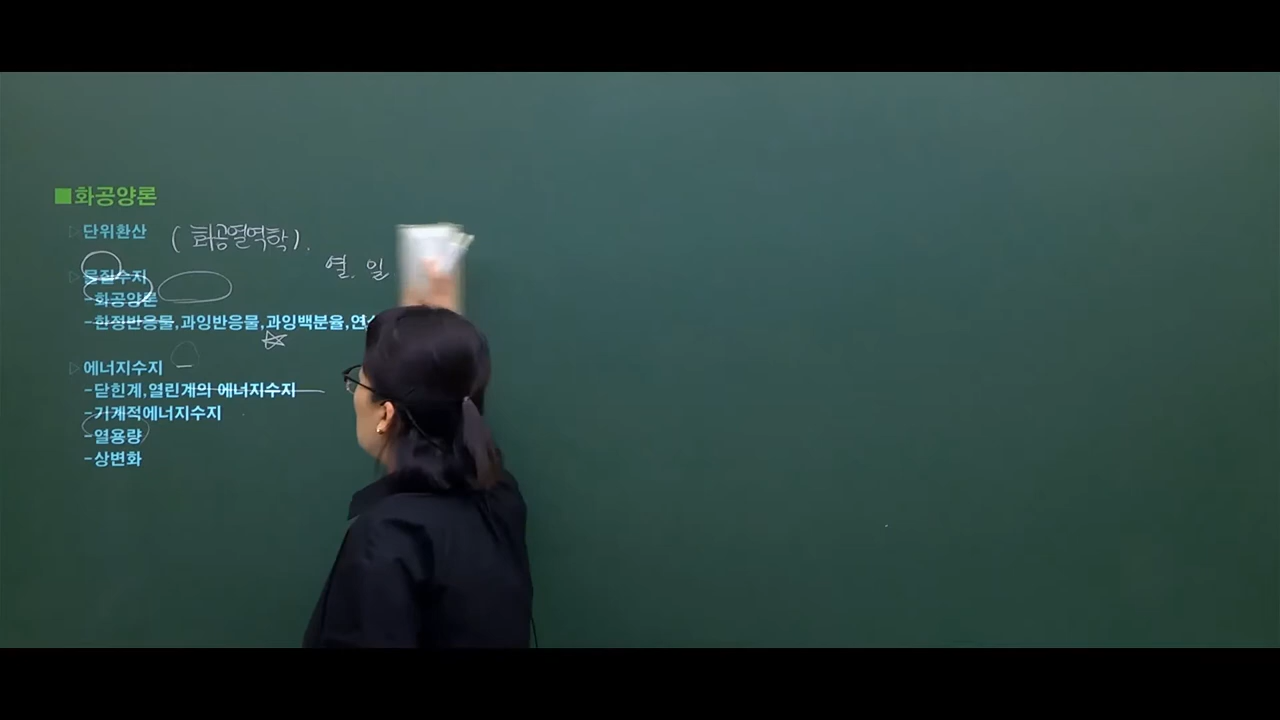 ■화공양론
▷ 단위환산 (화공열역학).
열. 일
▷ 물질수지
-화공양론
-한정반응물,과잉반응물,과잉백분율,연
▷ 에너지수지
-닫힌계,열린계의 에너지수지
-기계적에너지수지
-열용량
-상변화